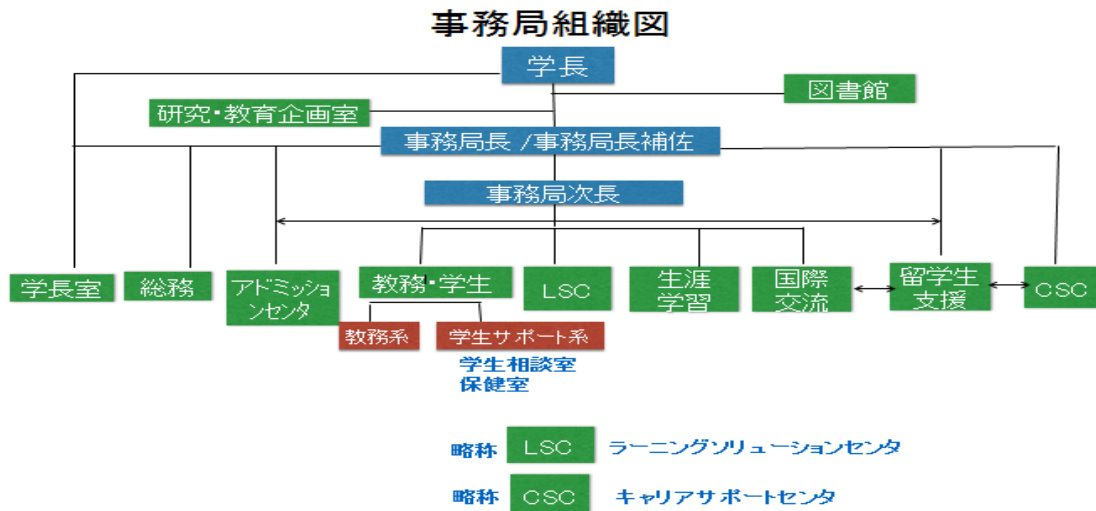 事務局組織図
学長
図書館
研究・教育企画室
事務局長 /事務局長補佐
事務局次長
学長室
総務
アドミッショ
ンセンタ
教務・学生
LSC
生涯
学習
国際
交流
留学生
支援
CSC
教務系
学生サポート系
学生相談室
保健室
略称 LSC ラーニングソリューションセンタ
略称 CSC キャリアサポートセンタ